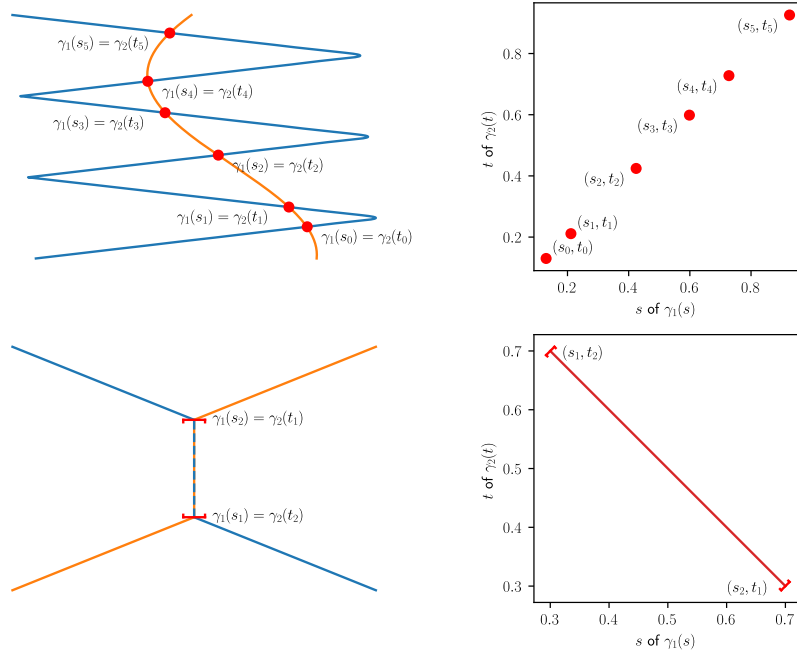 γ₁(s₅) = γ₂(t₅)
γ₁(s₄) = γ₂(t₄)
γ₁(s₃) = γ₂(t₃)
γ₁(s₂) = γ₂(t₂)
γ₁(s₁) = γ₂(t₁)
γ₁(s₀) = γ₂(t₀)
t of γ₂(t)
0.8
0.6
0.4
0.2
(s₅, t₅)
(s₄, t₄)
(s₃, t₃)
(s₂, t₂)
(s₁, t₁)
(s₀, t₀)
0.2 0.4 0.6 0.8
s of γ₁(s)
γ₁(s₂) = γ₂(t₁)
γ₁(s₁) = γ₂(t₂)
t of γ₂(t)
0.7
0.6
0.5
0.4
0.3
(s₁, t₂)
(s₂, t₁)
0.3 0.4 0.5 0.6 0.7
s of γ₁(s)